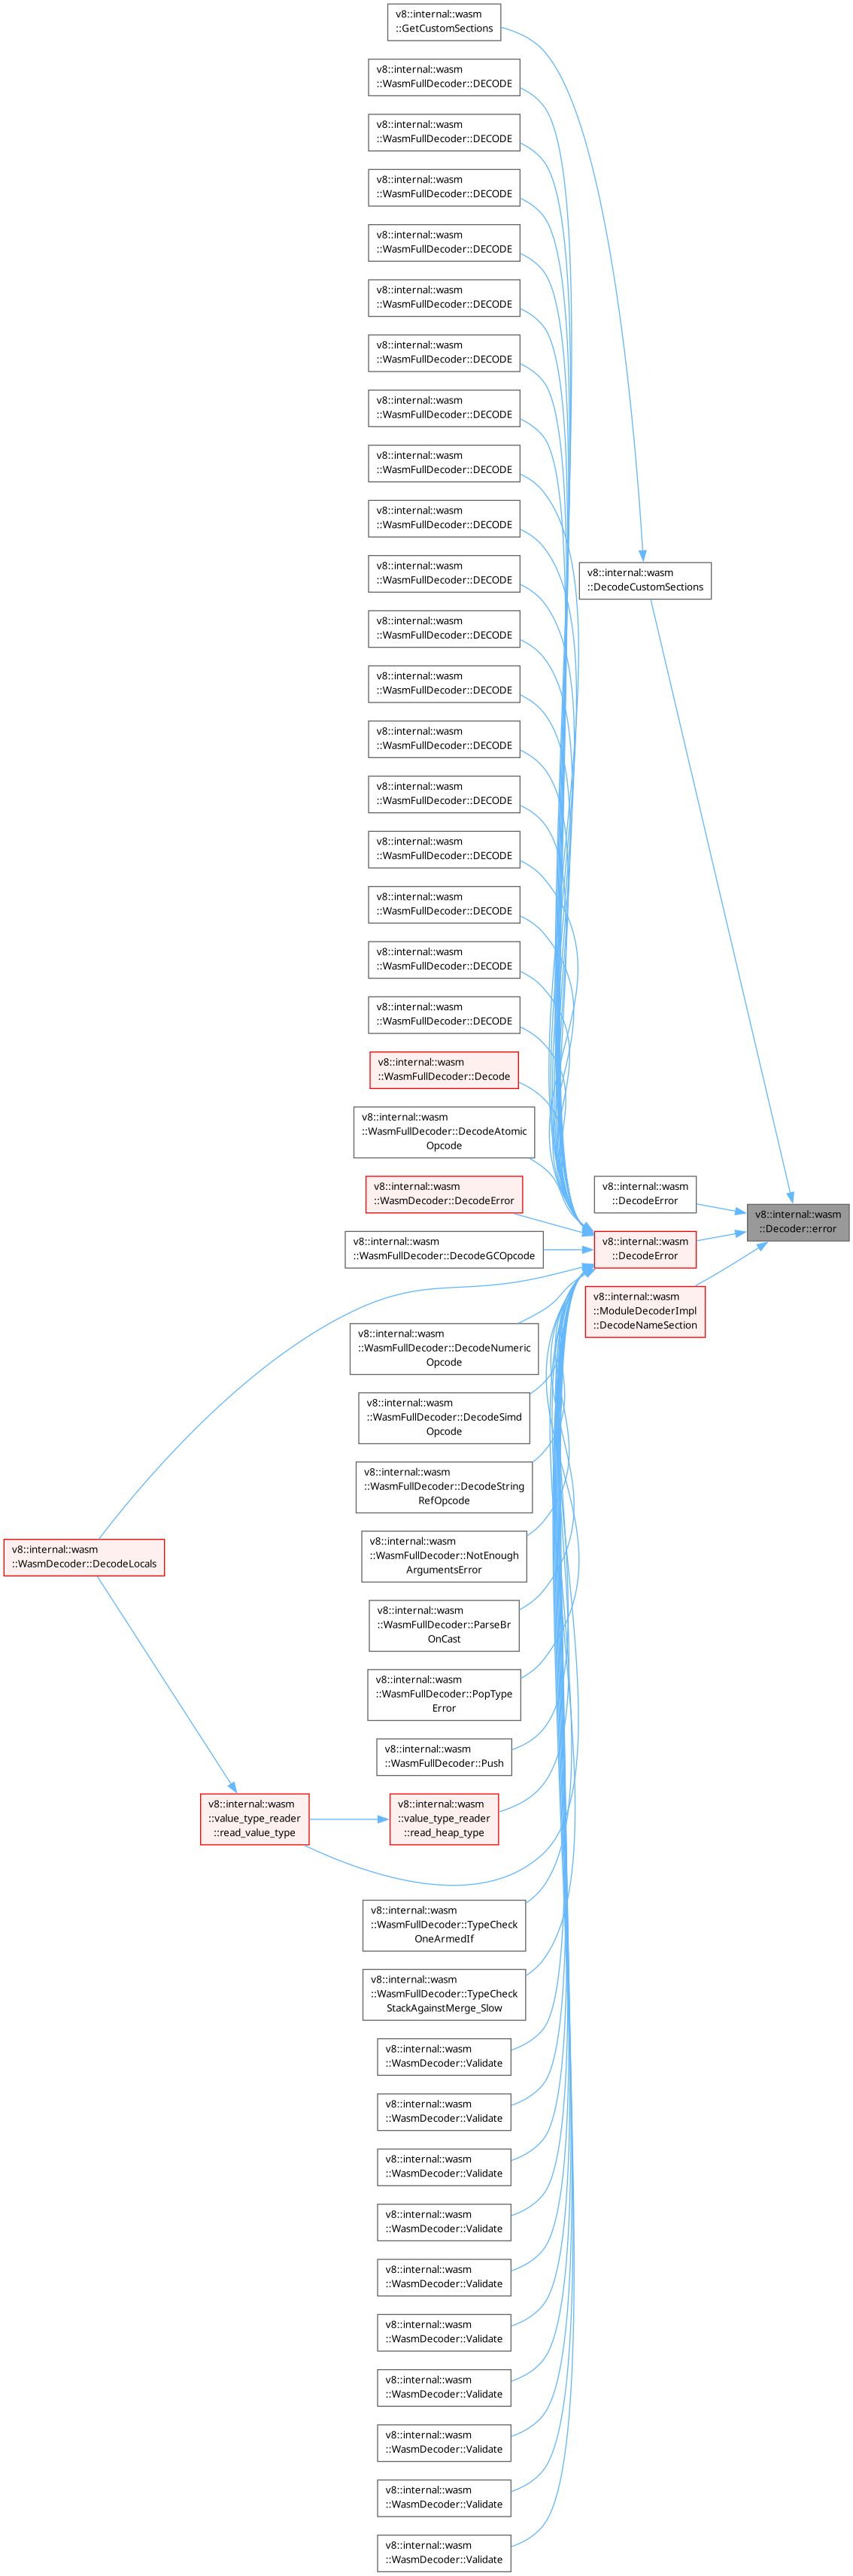 v8::internal::wasm
::GetCustomSections
v8::internal::wasm
::WasmFullDecoder::DECODE
v8::internal::wasm
::WasmFullDecoder::DECODE
v8::internal::wasm
::WasmFullDecoder::DECODE
v8::internal::wasm
::WasmFullDecoder::DECODE
v8::internal::wasm
::WasmFullDecoder::DECODE
v8::internal::wasm
::WasmFullDecoder::DECODE
v8::internal::wasm
::WasmFullDecoder::DECODE
v8::internal::wasm
::WasmFullDecoder::DECODE
v8::internal::wasm
::WasmFullDecoder::DECODE
v8::internal::wasm
::WasmFullDecoder::DECODE
v8::internal::wasm
::DecodeCustomSections
v8::internal::wasm
::WasmFullDecoder::DECODE
v8::internal::wasm
::WasmFullDecoder::DECODE
v8::internal::wasm
::WasmFullDecoder::DECODE
v8::internal::wasm
::WasmFullDecoder::DECODE
v8::internal::wasm
::WasmFullDecoder::DECODE
v8::internal::wasm
::WasmFullDecoder::DECODE
v8::internal::wasm
::WasmFullDecoder::DECODE
v8::internal::wasm
::WasmFullDecoder::DECODE
v8::internal::wasm
::WasmFullDecoder::Decode
v8::internal::wasm
::WasmFullDecoder::DecodeAtomic
Opcode
v8::internal::wasm
::WasmDecoder::DecodeError
v8::internal::wasm
::DecodeError
v8::internal::wasm
::Decoder::error
v8::internal::wasm
::WasmFullDecoder::DecodeGCOpcode
v8::internal::wasm
::DecodeError
v8::internal::wasm
::ModuleDecoderImpl
::DecodeNameSection
v8::internal::wasm
::WasmFullDecoder::DecodeNumeric
Opcode
v8::internal::wasm
::WasmFullDecoder::DecodeSimd
Opcode
v8::internal::wasm
::WasmFullDecoder::DecodeString
RefOpcode
v8::internal::wasm
::WasmDecoder::DecodeLocals
v8::internal::wasm
::WasmFullDecoder::NotEnough
ArgumentsError
v8::internal::wasm
::WasmFullDecoder::ParseBr
OnCast
v8::internal::wasm
::WasmFullDecoder::PopType
Error
v8::internal::wasm
::WasmFullDecoder::Push
v8::internal::wasm
::value_type_reader
::read_value_type
v8::internal::wasm
::value_type_reader
::read_heap_type
v8::internal::wasm
::WasmFullDecoder::TypeCheck
OneArmedIf
v8::internal::wasm
::WasmFullDecoder::TypeCheck
StackAgainstMerge_Slow
v8::internal::wasm
::WasmDecoder::Validate
v8::internal::wasm
::WasmDecoder::Validate
v8::internal::wasm
::WasmDecoder::Validate
v8::internal::wasm
::WasmDecoder::Validate
v8::internal::wasm
::WasmDecoder::Validate
v8::internal::wasm
::WasmDecoder::Validate
v8::internal::wasm
::WasmDecoder::Validate
v8::internal::wasm
::WasmDecoder::Validate
v8::internal::wasm
::WasmDecoder::Validate
v8::internal::wasm
::WasmDecoder::Validate